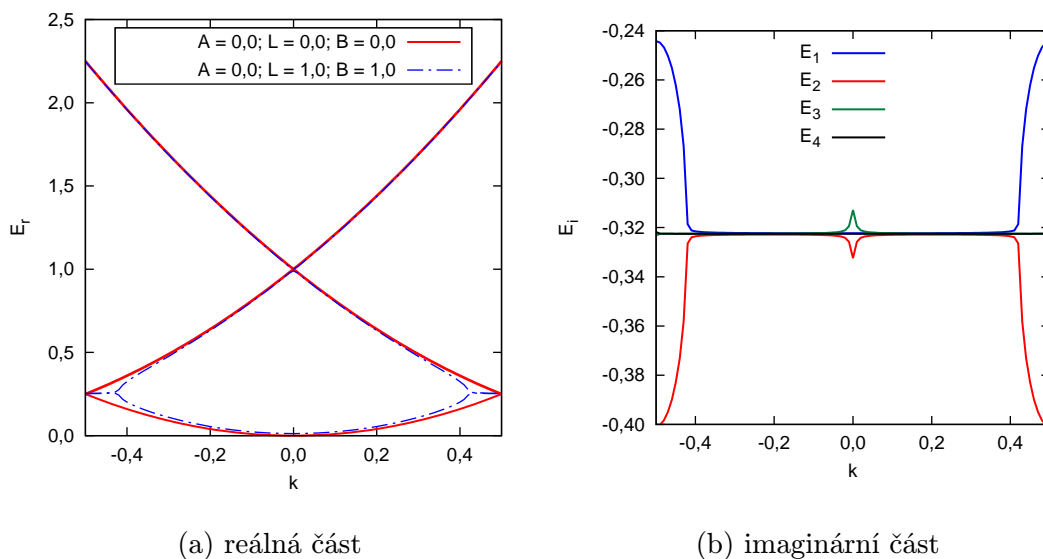 2,5
2,0
1,5
1,0
0,5
0,0
E_r
A = 0,0; L = 0,0; B = 0,0
A = 0,0; L = 1,0; B = 1,0
-0,4 -0,2 0,0 0,2 0,4
k
(a) reálná část
-0,24
-0,26
-0,28
-0,30
-0,32
-0,34
-0,36
-0,38
-0,40
E_i
E_1
E_2
E_3
E_4
-0,4 -0,2 0,0 0,2 0,4
k
(b) imaginární část